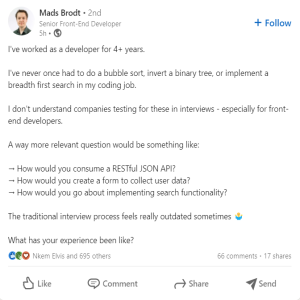 Mads Brodt • 2nd
Senior Front-End Developer
5h •
+ Follow
I've worked as a developer for 4+ years.
I've never once had to do a bubble sort, invert a binary tree, or implement a
breadth first search in my coding job.
I don't understand companies testing for these in interviews - especially for front-
end developers.
A way more relevant question would be something like:
→ How would you consume a RESTful JSON API?
→ How would you create a form to collect user data?
→ How would you go about implementing search functionality?
The traditional interview process feels really outdated sometimes
What has your experience been like?
Nkem Elvis and 695 others
66 comments • 17 shares
Like
Comment
Share
Send